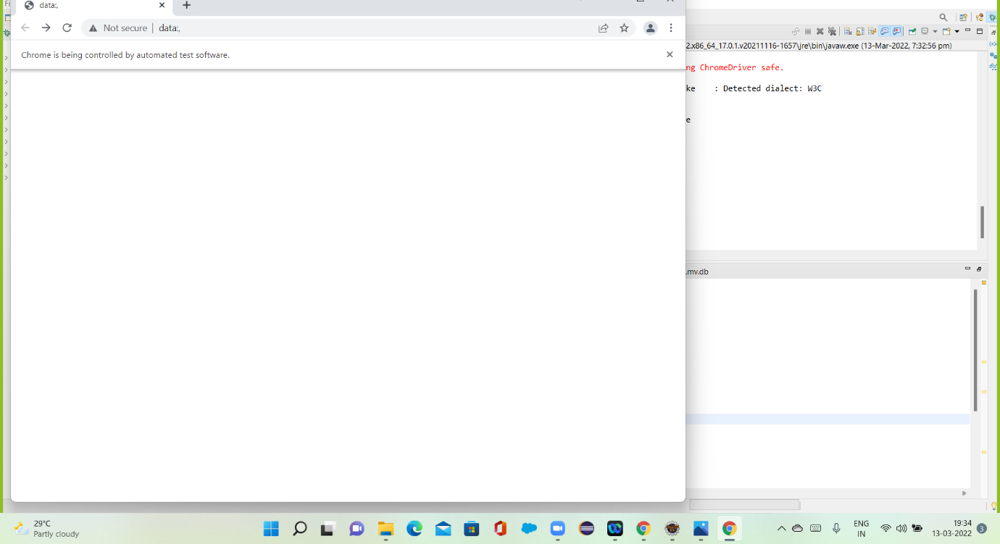 Fi
data:,
Not secure | data:,
Chrome is being controlled by automated test software.
2.x86_64_17.0.1.v20211116-1657\jre\bin\javaw.exe (13-Mar-2022, 7:32:56 pm)
ng ChromeDriver safe.
ke : Detected dialect: W3C
e
.mv.db
29°C
Partly cloudy
ENG
IN
19:34
13-03-2022
3